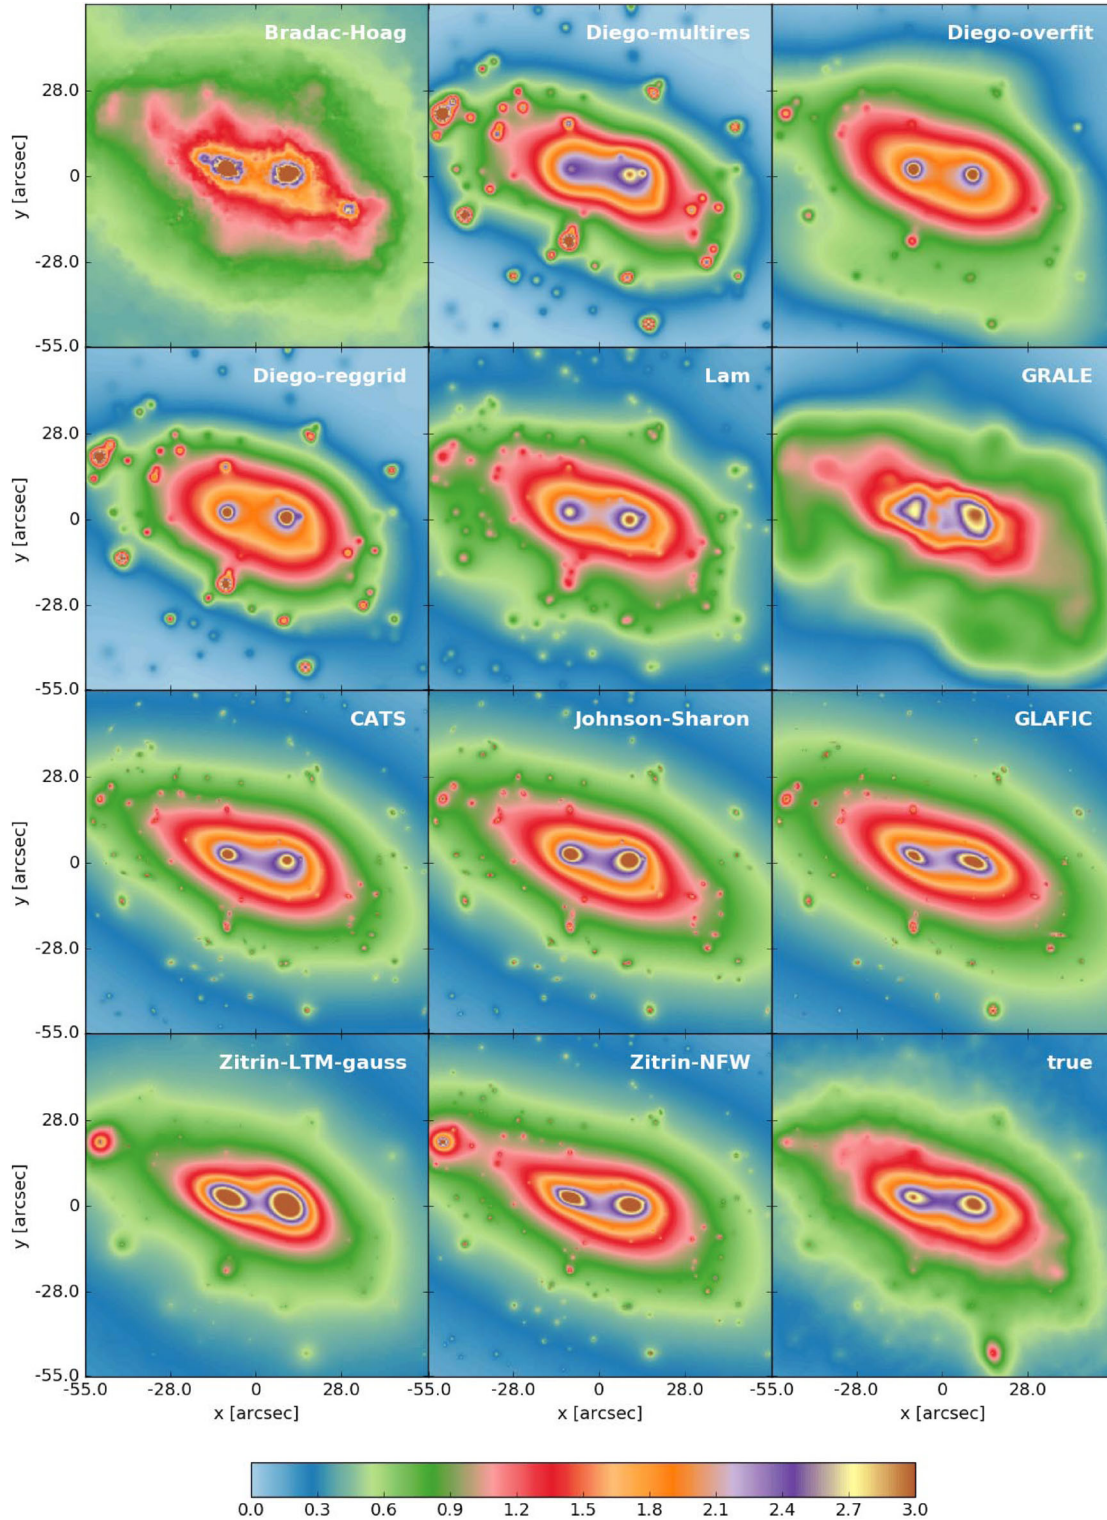 Bradac-Hoag Diego-multires Diego-overfit
28.0
y [arcsec]
0
-28.0
-55.0
Diego-reggrid Lam GRALE
28.0
y [arcsec]
0
-28.0
-55.0
CATS Johnson-Sharon GLAFIC
28.0
y [arcsec]
0
-28.0
-55.0
Zitrin-LTM-gauss Zitrin-NFW true
28.0
y [arcsec]
0
-28.0
-55.0
-55.0 -28.0 0 28.0 -55.0 -28.0 0 28.0 -55.0 -28.0 0 28.0
x [arcsec] x [arcsec] x [arcsec]
0.0 0.3 0.6 0.9 1.2 1.5 1.8 2.1 2.4 2.7 3.0